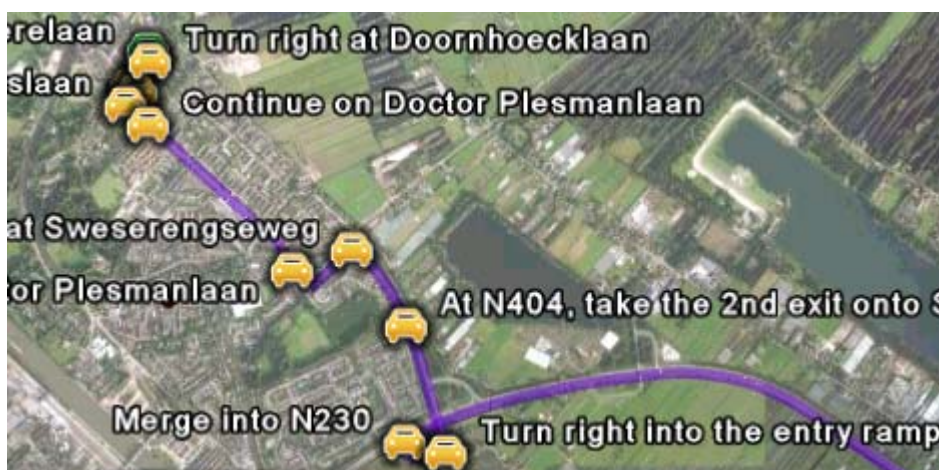 erelaan
Turn right at Doornhoecklaan
slaan
Continue on Doctor Plesmanlaan
at Sweserengseweg
tor Plesmanlaan
At N404, take the 2nd exit onto S
Merge into N230
Turn right into the entry ramp